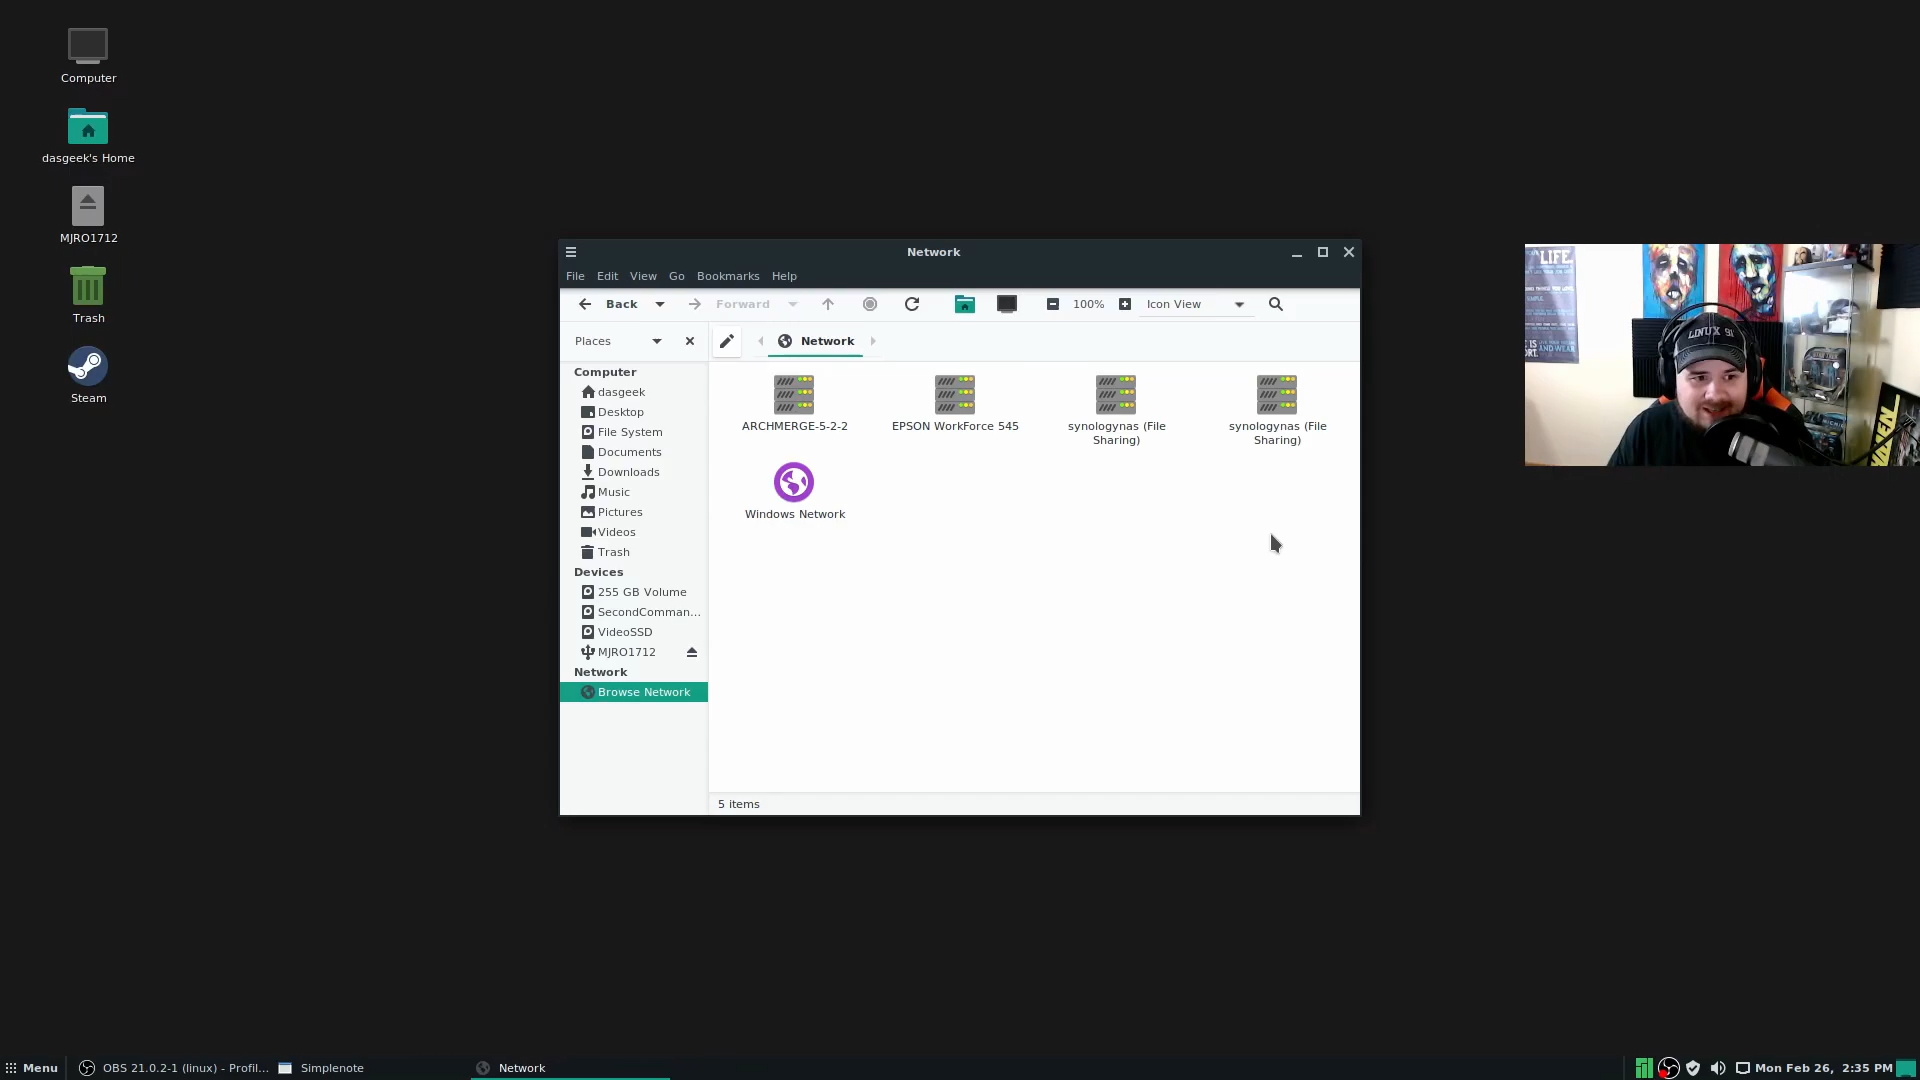 Computer
dasgeek's Home
MJRO1712
Trash
Steam
Network
File Edit View Go Bookmarks Help
Back Forward 100% Icon View
Places Network
Computer
dasgeek
Desktop
File System
Documents
Downloads
Music
Pictures
Videos
Trash
Devices
255 GB Volume
SecondComman...
VideoSSD
MJRO1712
Network
Browse Network
ARCHMERGE-5-2-2
EPSON WorkForce 545
synologynas (File
Sharing)
synologynas (File
Sharing)
Windows Network
5 items
LIFE.
LINUX
Menu
OBS 21.0.2-1 (linux) - Profil...
Simplenote
Network
Mon Feb 26, 2:35 PM